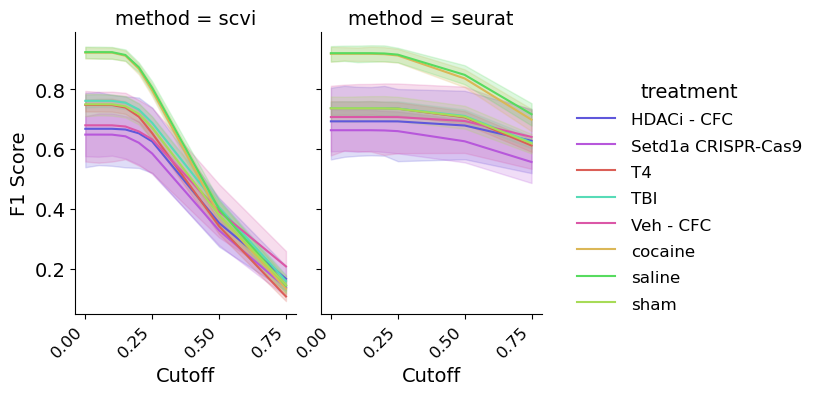 method = scvi
method = seurat
F1 Score
0.8
0.6
0.4
0.2
0.00
0.25
0.50
0.75
0.00
0.25
0.50
0.75
Cutoff
Cutoff
treatment
HDACi - CFC
Setd1a CRISPR-Cas9
T4
TBI
Veh - CFC
cocaine
saline
sham